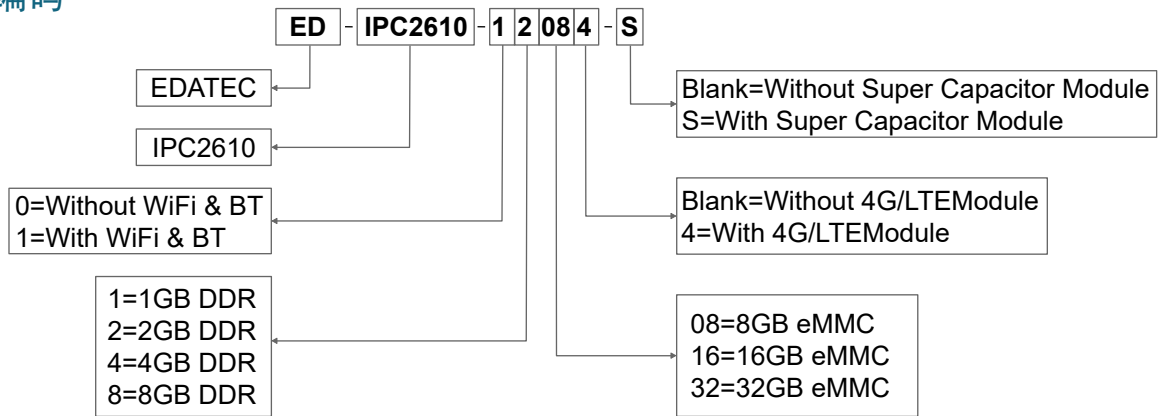 编码
ED - IPC2610 - 1 2 08 4 - S
EDATEC
IPC2610
0=Without WiFi & BT
1=With WiFi & BT
1=1GB DDR
2=2GB DDR
4=4GB DDR
8=8GB DDR
Blank=Without Super Capacitor Module
S=With Super Capacitor Module
Blank=Without 4G/LTEModule
4=With 4G/LTEModule
08=8GB eMMC
16=16GB eMMC
32=32GB eMMC